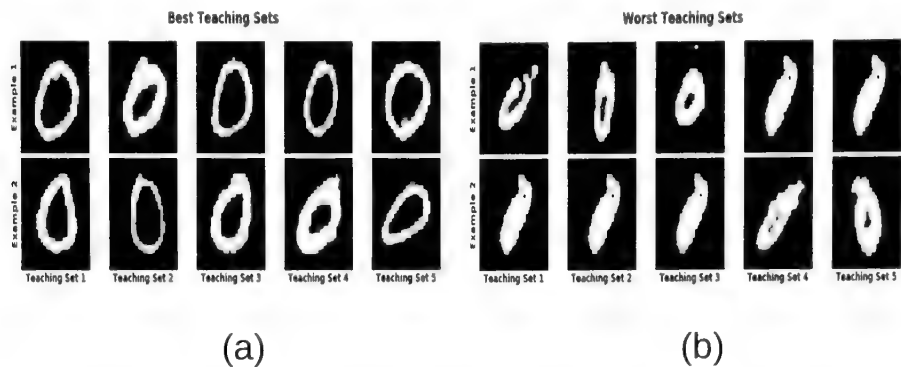 Best Teaching Sets
Example 1
Example 2
Teaching Set 1 Teaching Set 2 Teaching Set 3 Teaching Set 4 Teaching Set 5
(a)
Worst Teaching Sets
Example 1
Example 2
Teaching Set 1 Teaching Set 2 Teaching Set 3 Teaching Set 4 Teaching Set 5
(b)